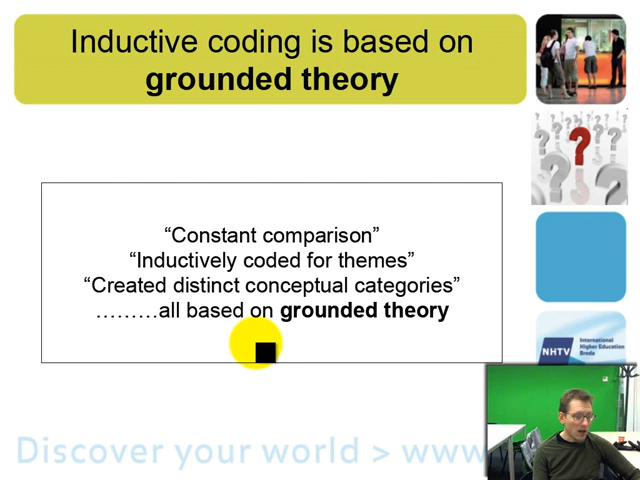 Inductive coding is based on
grounded theory
“Constant comparison”
“Inductively coded for themes”
“Created distinct conceptual categories”
………all based on grounded theory
NHTV
International
Higher Education
Breda
Discover your world > www